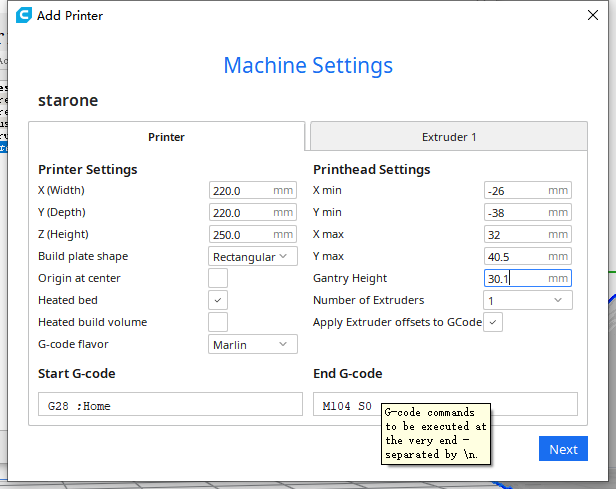 Add Printer
Machine Settings
starone
Printer
Extruder 1
Printer Settings
X (Width) 220.0 mm
Y (Depth) 220.0 mm
Z (Height) 250.0 mm
Build plate shape Rectangular
Origin at center
Heated bed
Heated build volume
G-code flavor Marlin
Printhead Settings
X min -26 mm
Y min -38 mm
X max 32 mm
Y max 40.5 mm
Gantry Height 30.1 mm
Number of Extruders 1
Apply Extruder offsets to GCode
Start G-code
G28 ;Home
End G-code
M104 S0
G-code commands
to be executed at
the very end -
separated by \n.
Next